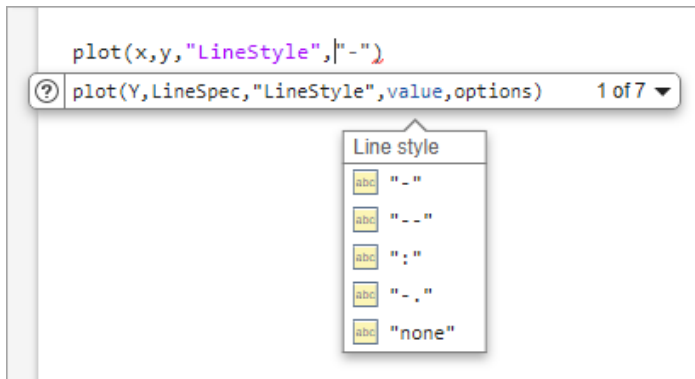 plot(x,y,"LineStyle","-")
? plot(Y,LineSpec,"LineStyle",value,options) 1 of 7
Line style
abc "-"
abc "--"
abc ":"
abc "-."
abc "none"